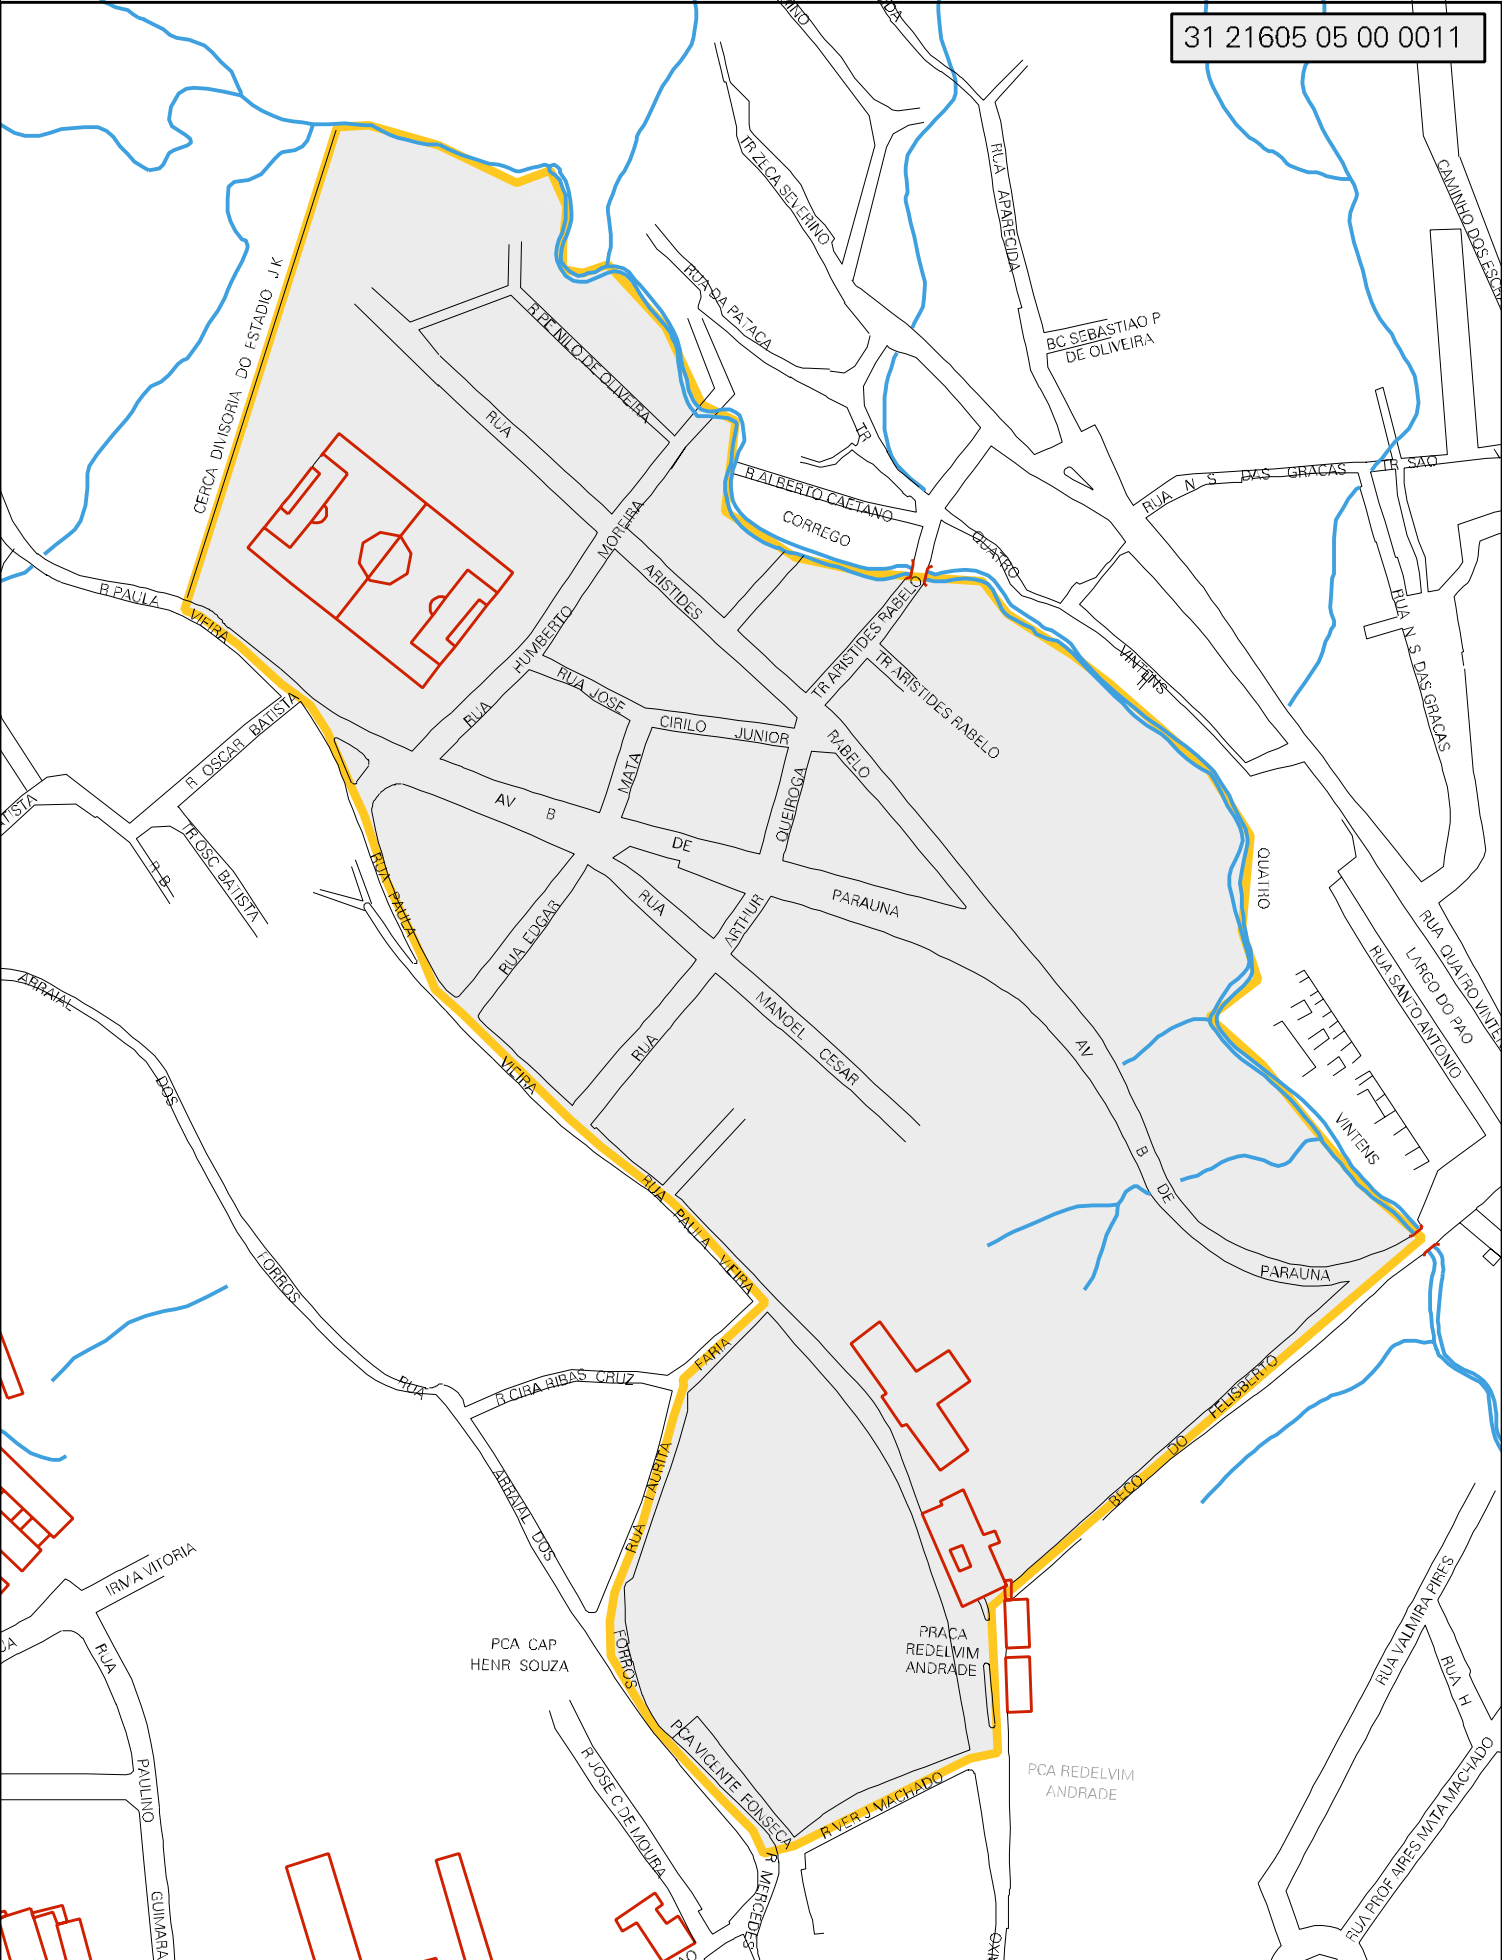 31 21605 05 00 0011
TR ZECA SEVERINO
RUA APARECIDA
CAMINHO DOS ESCR
RUA DA PATACA
BC SEBASTIAO P
DE OLIVEIRA
CERCA DIVISORIA DO ESTADIO JK
R PE NILO DE OLIVEIRA
RUA
ARISTIDES
RABELO
TR
R ALBERTO CAETANO
CORREGO
QUATRO
VINTENS
RUA N S DAS GRACAS
TR SAO
RUA N S DAS GRACAS
RUA
HUMBERTO
MOREIRA
TR ARISTIDES RABELO
TR ARISTIDES RABELO
R PAULA
VIEIRA
RUA JOSE
CIRILO JUNIOR
R OSCAR BATISTA
TR OSC BATISTA
R B
TISTA
MATA
QUEIROGA
ARTHUR
RUA
AV B
DE
PARAUNA
RUA PAULA
VIEIRA
RUA EDGAR
RUA
MANOEL CESAR
QUATRO
VINTENS
RUA QUATRO VINTEN
LARGO DO PAO
RUA SANTO ANTONIO
AV
B
DE
PARAUNA
ARRAIAL
DOS
FORROS
RUA
RUA PAULA VIEIRA
R CIRA RIBAS CRUZ
FARIA
LAURITA
RUA
BECO DO FELISBERTO
ARRAIAL DOS
FORROS
IRMA VITORIA
RUA
PAULINO
GUIMARA
PCA CAP
HENR SOUZA
PRACA
REDELVIM
ANDRADE
PCA REDELVIM
ANDRADE
PCA VICENTE FONSECA
R VER J MACHADO
R JOSE C DE MOURA
R MERCEDES
RUA VALMIRA PIRES
RUA H
RUA PROF AIRES MATA MACHADO